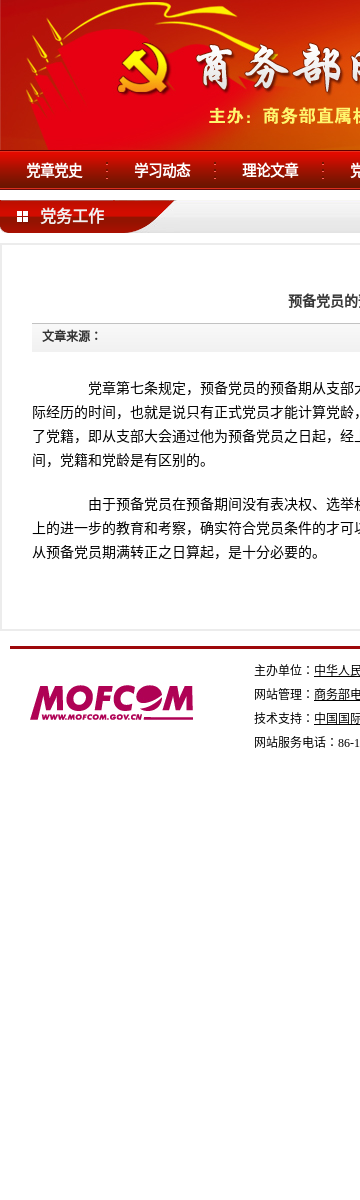 商务部
主办：商务部直属
党章党史 学习动态 理论文章
党务工作
预备党员的
文章来源：
党章第七条规定，预备党员的预备期从支部
际经历的时间，也就是说只有正式党员才能计算党龄，
了党籍，即从支部大会通过他为预备党员之日起，经
间，党籍和党龄是有区别的。
由于预备党员在预备期间没有表决权、选举
上的进一步的教育和考察，确实符合党员条件的才可
从预备党员期满转正之日算起，是十分必要的。
MOFCOM
WWW.MOFCOM.GOV.CN
主办单位：中华人民
网站管理：商务部电
技术支持：中国国际
网站服务电话：86-1